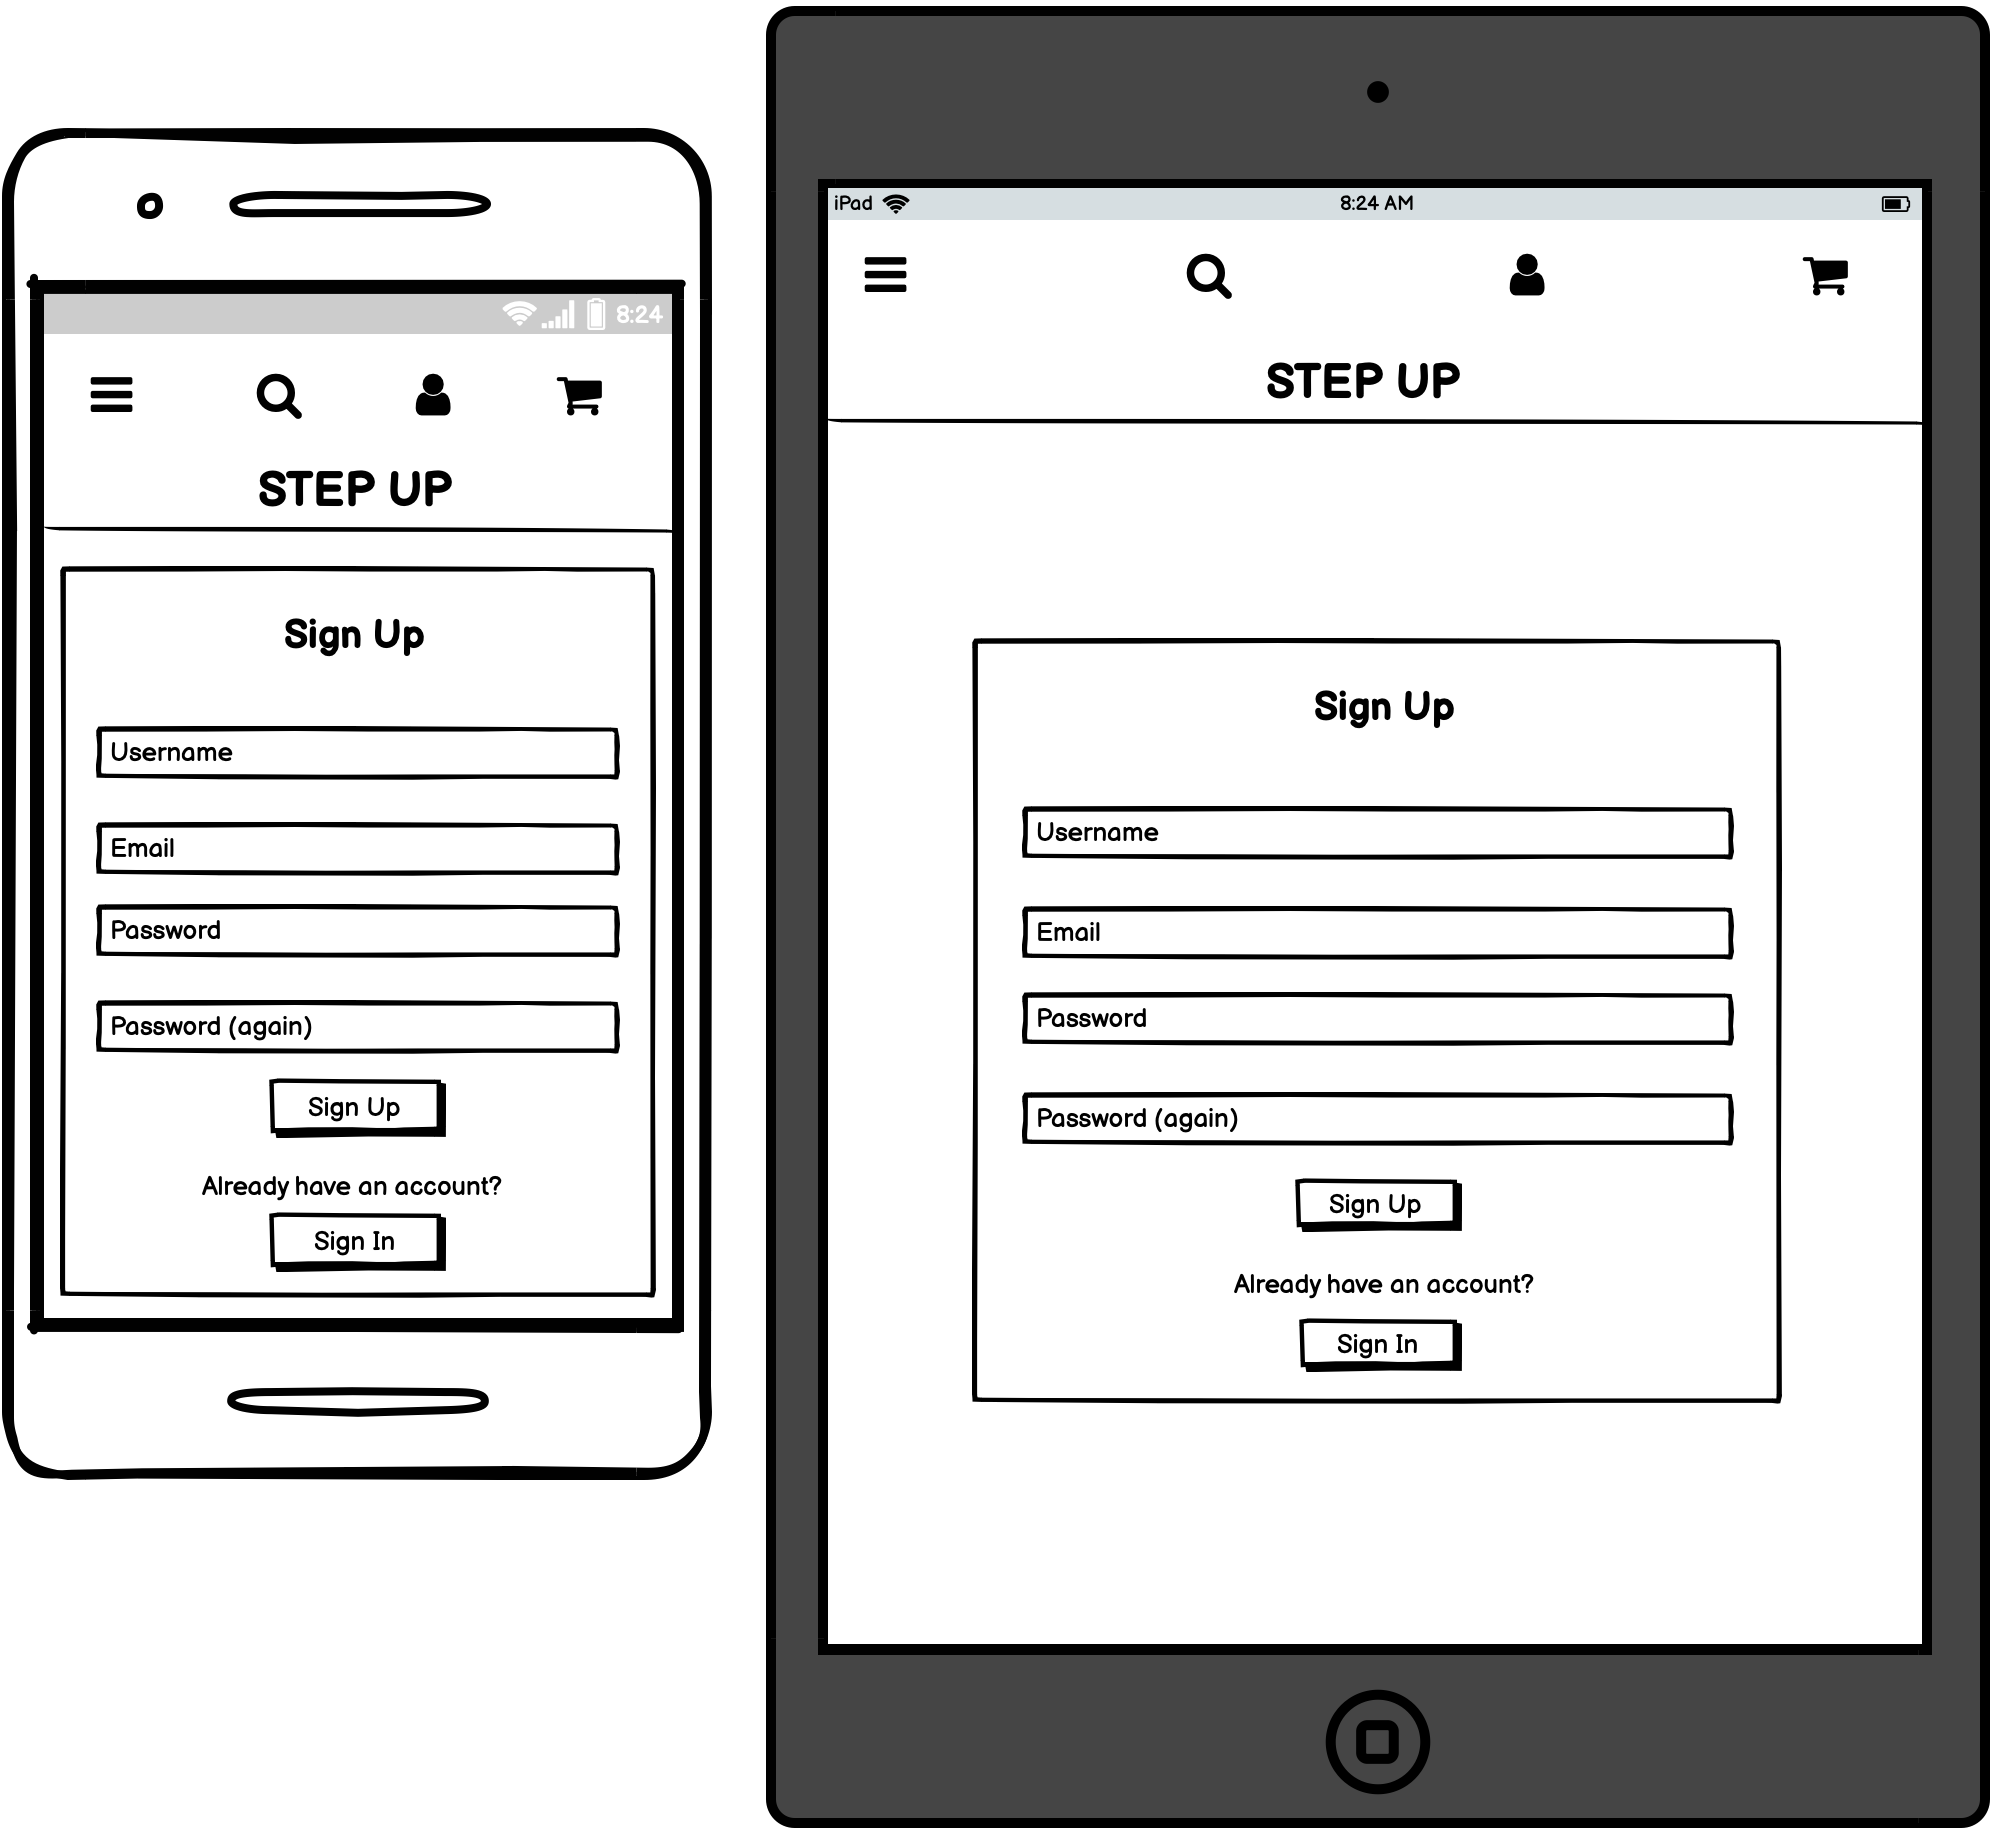 8:24
STEP UP
Sign Up
Username
Email
Password
Password (again)
Sign Up
Already have an account?
Sign In
iPad 8:24 AM
STEP UP
Sign Up
Username
Email
Password
Password (again)
Sign Up
Already have an account?
Sign In